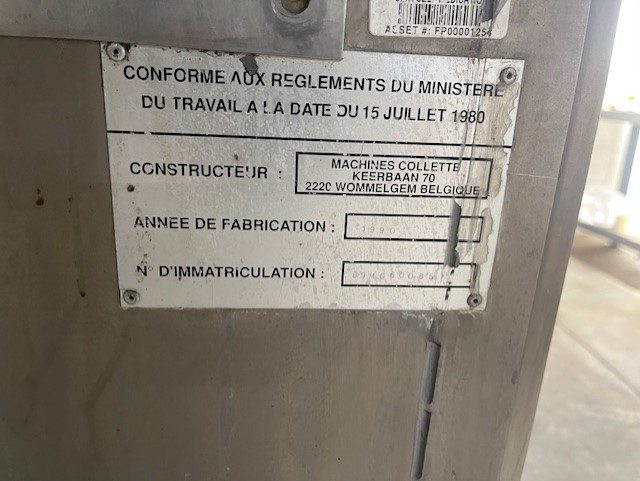 ASSET #: FP00001254
CONFORME AUX REGLEMENTS DU MINISTERE
DU TRAVAIL A LA DATE DU 15 JUILLET 1980
CONSTRUCTEUR :
MACHINES COLLETTE
KEERBAAN 70
2220 WOMMELGEM BELGIQUE
ANNEE DE FABRICATION :
1990
N° D'IMMATRICULATION :